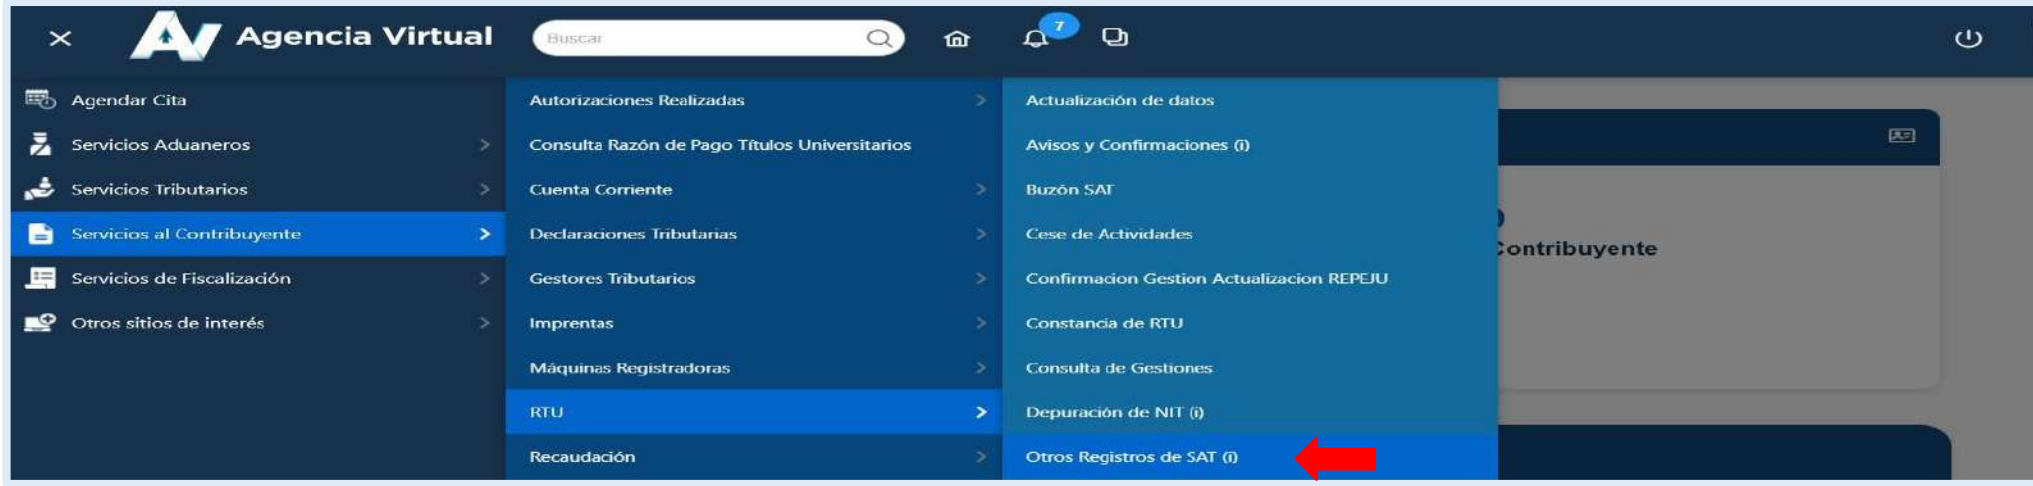 Agencia Virtual
Buscar
7
Agendar Cita
Servicios Aduaneros
Servicios Tributarios
Servicios al Contribuyente
Servicios de Fiscalización
Otros sitios de interés
Autorizaciones Realizadas
Consulta Razón de Pago Títulos Universitarios
Cuenta Corriente
Declaraciones Tributarias
Gestores Tributarios
Imprentas
Máquinas Registradoras
RTU
Recaudación
Actualización de datos
Avisos y Confirmaciones (i)
Buzón SAT
Cese de Actividades
Confirmacion Gestion Actualizacion REPEJU
Constancia de RTU
Consulta de Gestiones
Depuración de NIT (i)
Otros Registros de SAT (i)
Contribuyente